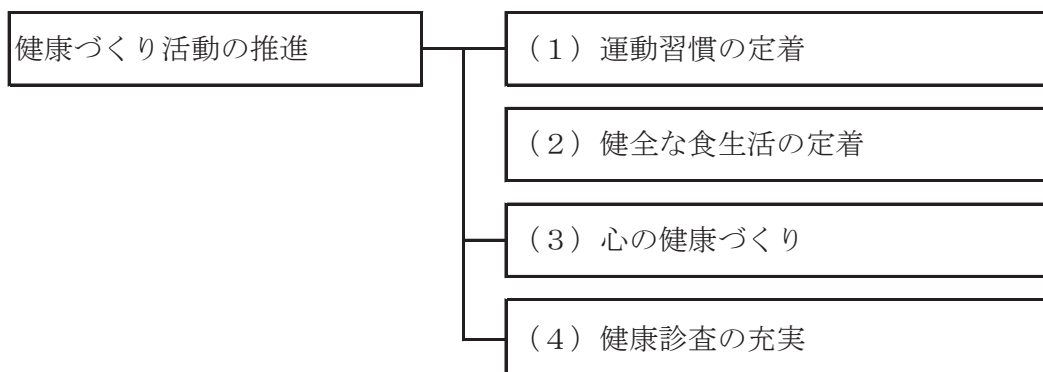 健康づくり活動の推進
（１）運動習慣の定着
（２）健全な食生活の定着
（３）心の健康づくり
（４）健康診査の充実